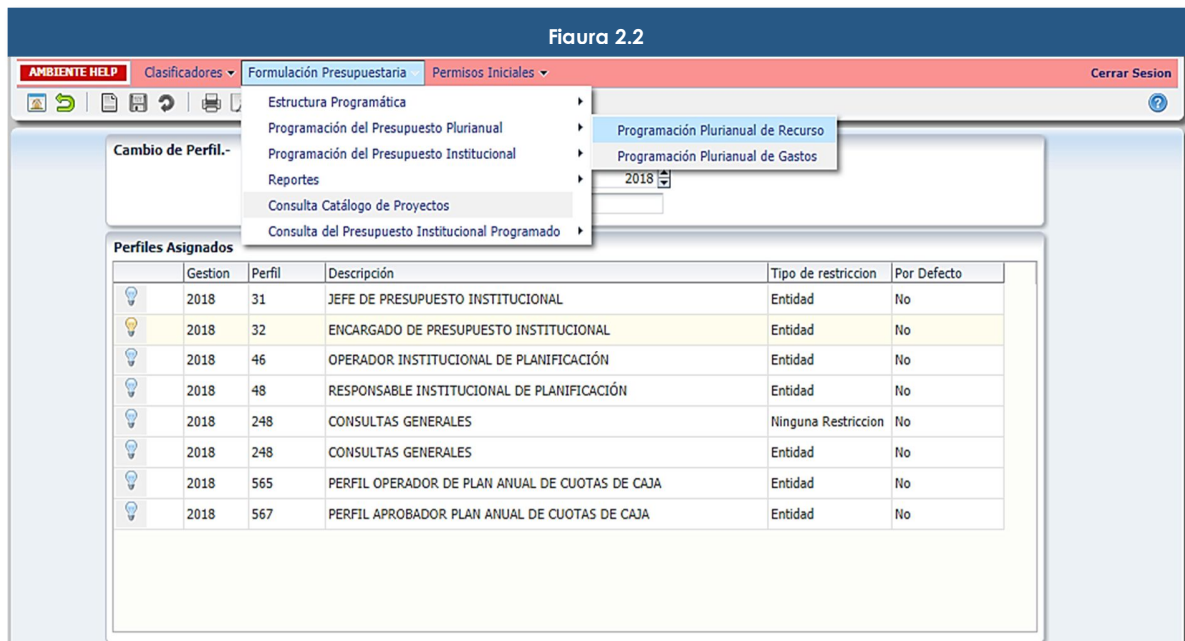 Figura 2.2
AMBIENTE HELP Clasificadores Formulación Presupuestaria Permisos Iniciales Cerrar Sesion
Estructura Programática
Programación del Presupuesto Plurianual
Programación Plurianual de Recurso
Programación del Presupuesto Institucional
Programación Plurianual de Gastos
Cambio de Perfil.-
Reportes
2018
Consulta Catálogo de Proyectos
Consulta del Presupuesto Institucional Programado
Perfiles Asignados
Gestion Perfil Descripción Tipo de restriccion Por Defecto
2018 31 JEFE DE PRESUPUESTO INSTITUCIONAL Entidad No
2018 32 ENCARGADO DE PRESUPUESTO INSTITUCIONAL Entidad No
2018 46 OPERADOR INSTITUCIONAL DE PLANIFICACIÓN Entidad No
2018 48 RESPONSABLE INSTITUCIONAL DE PLANIFICACIÓN Entidad No
2018 248 CONSULTAS GENERALES Ninguna Restriccion No
2018 248 CONSULTAS GENERALES Entidad No
2018 565 PERFIL OPERADOR DE PLAN ANUAL DE CUOTAS DE CAJA Entidad No
2018 567 PERFIL APROBADOR PLAN ANUAL DE CUOTAS DE CAJA Entidad No